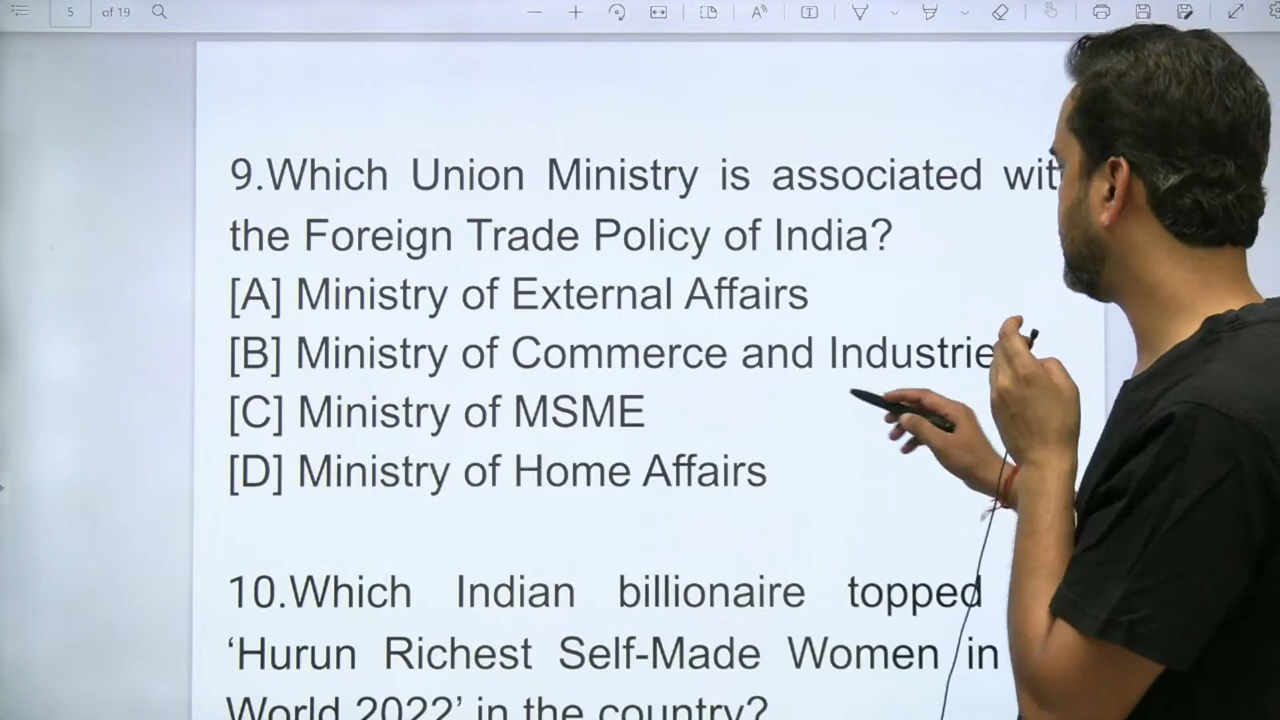 5 of 19
9.Which Union Ministry is associated wit
the Foreign Trade Policy of India?
[A] Ministry of External Affairs
[B] Ministry of Commerce and Industrie
[C] Ministry of MSME
[D] Ministry of Home Affairs
10.Which Indian billionaire topped
‘Hurun Richest Self-Made Women in
World 2022’ in the country?